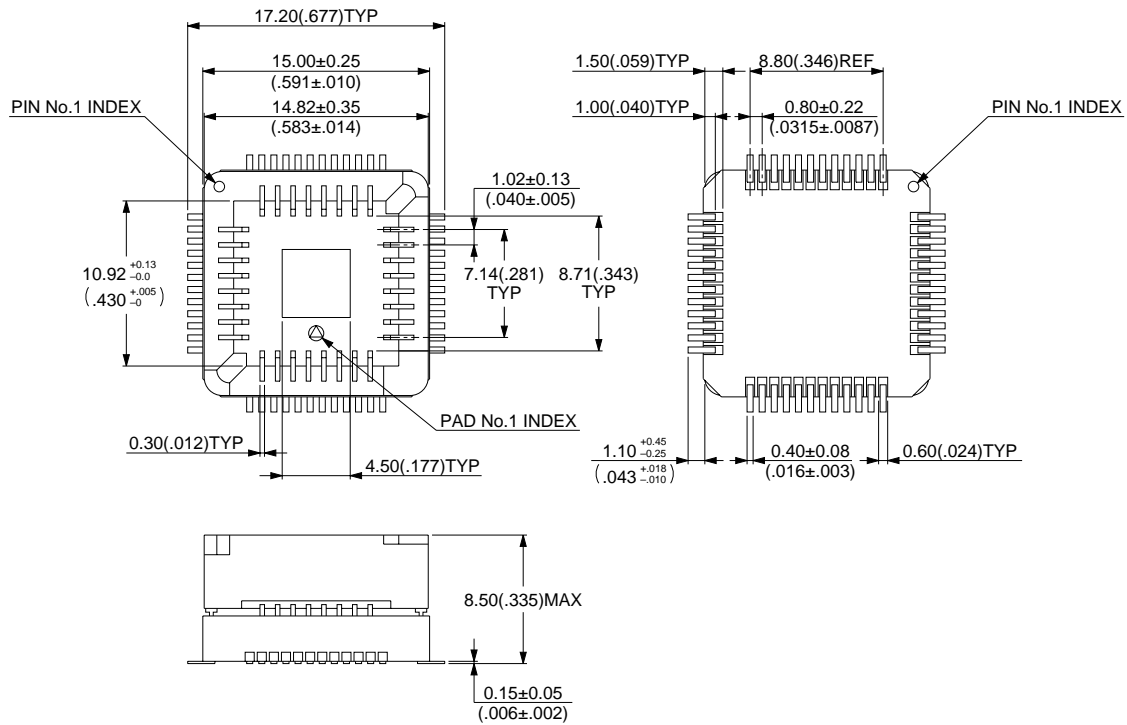 17.20(.677)TYP
15.00±0.25
(.591±.010)
14.82±0.35
(.583±.014)
PIN No.1 INDEX
1.02±0.13
(.040±.005)
10.92 +0.13 –0.0
(.430 +.005 –0)
7.14(.281)
TYP
8.71(.343)
TYP
PAD No.1 INDEX
0.30(.012)TYP
4.50(.177)TYP
1.50(.059)TYP
8.80(.346)REF
1.00(.040)TYP
0.80±0.22
(.0315±.0087)
PIN No.1 INDEX
1.10 +0.45 –0.25
(.043 +.018 –.010)
0.40±0.08
(.016±.003)
0.60(.024)TYP
8.50(.335)MAX
0.15±0.05
(.006±.002)